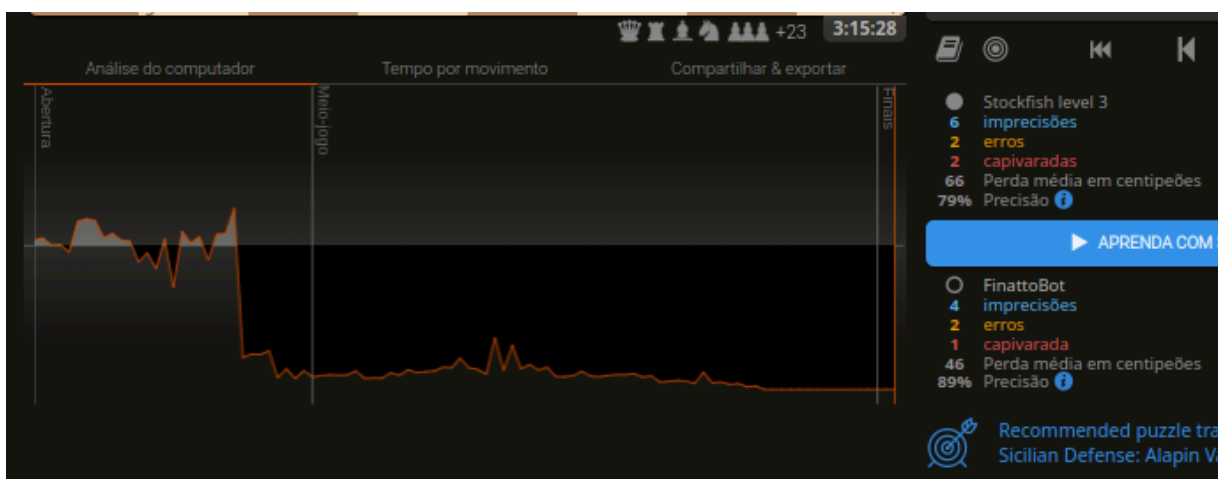 +23 3:15:28
Análise do computador Tempo por movimento Compartilhar & exportar
Abertura
Meio-jogo
Finais
Stockfish level 3
6 imprecisões
2 erros
2 capivaradas
66 Perda média em centipeões
79% Precisão
APRENDA COM
FinattoBot
4 imprecisões
2 erros
1 capivarada
46 Perda média em centipeões
89% Precisão
Recommended puzzle tra
Sicilian Defense: Alapin Va